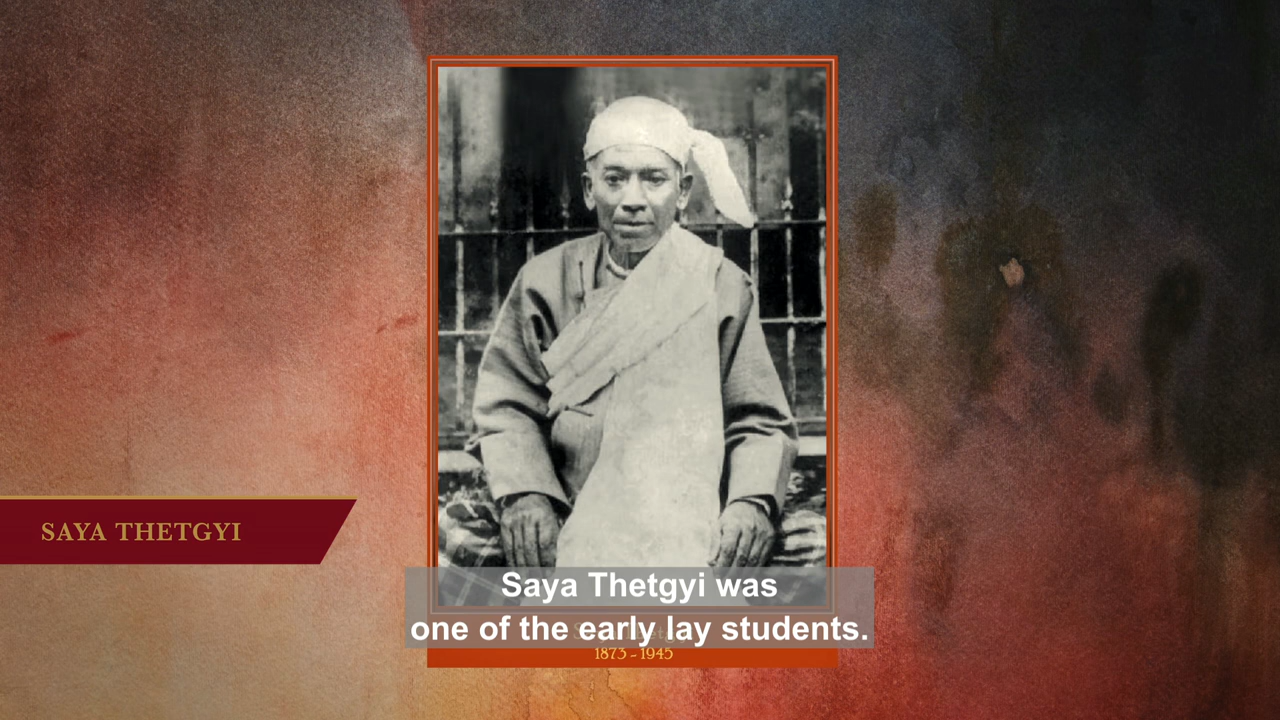 SAYA THETGYI
Saya Thetgyi was
one of the early lay students.
1873 - 1945